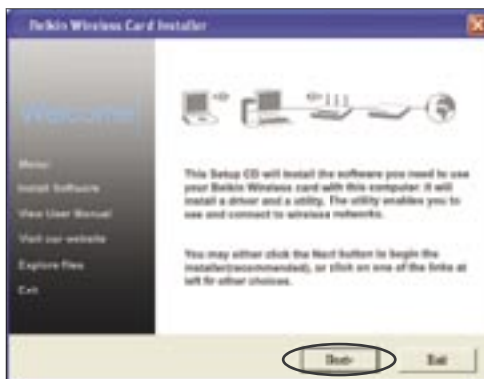 Belkin Wireless Card Installer
Welcome!
Menu:
Install Software
View User Manual
Visit our website
Explore files
Exit
This Setup CD will install the software you need to use
your Belkin Wireless card with this computer. It will
install a driver and a utility. The utility enables you to
use and connect to wireless networks.
You may either click the Next button to begin the
installer(recommended), or click on one of the links at
left for other choices.
Next>
Exit